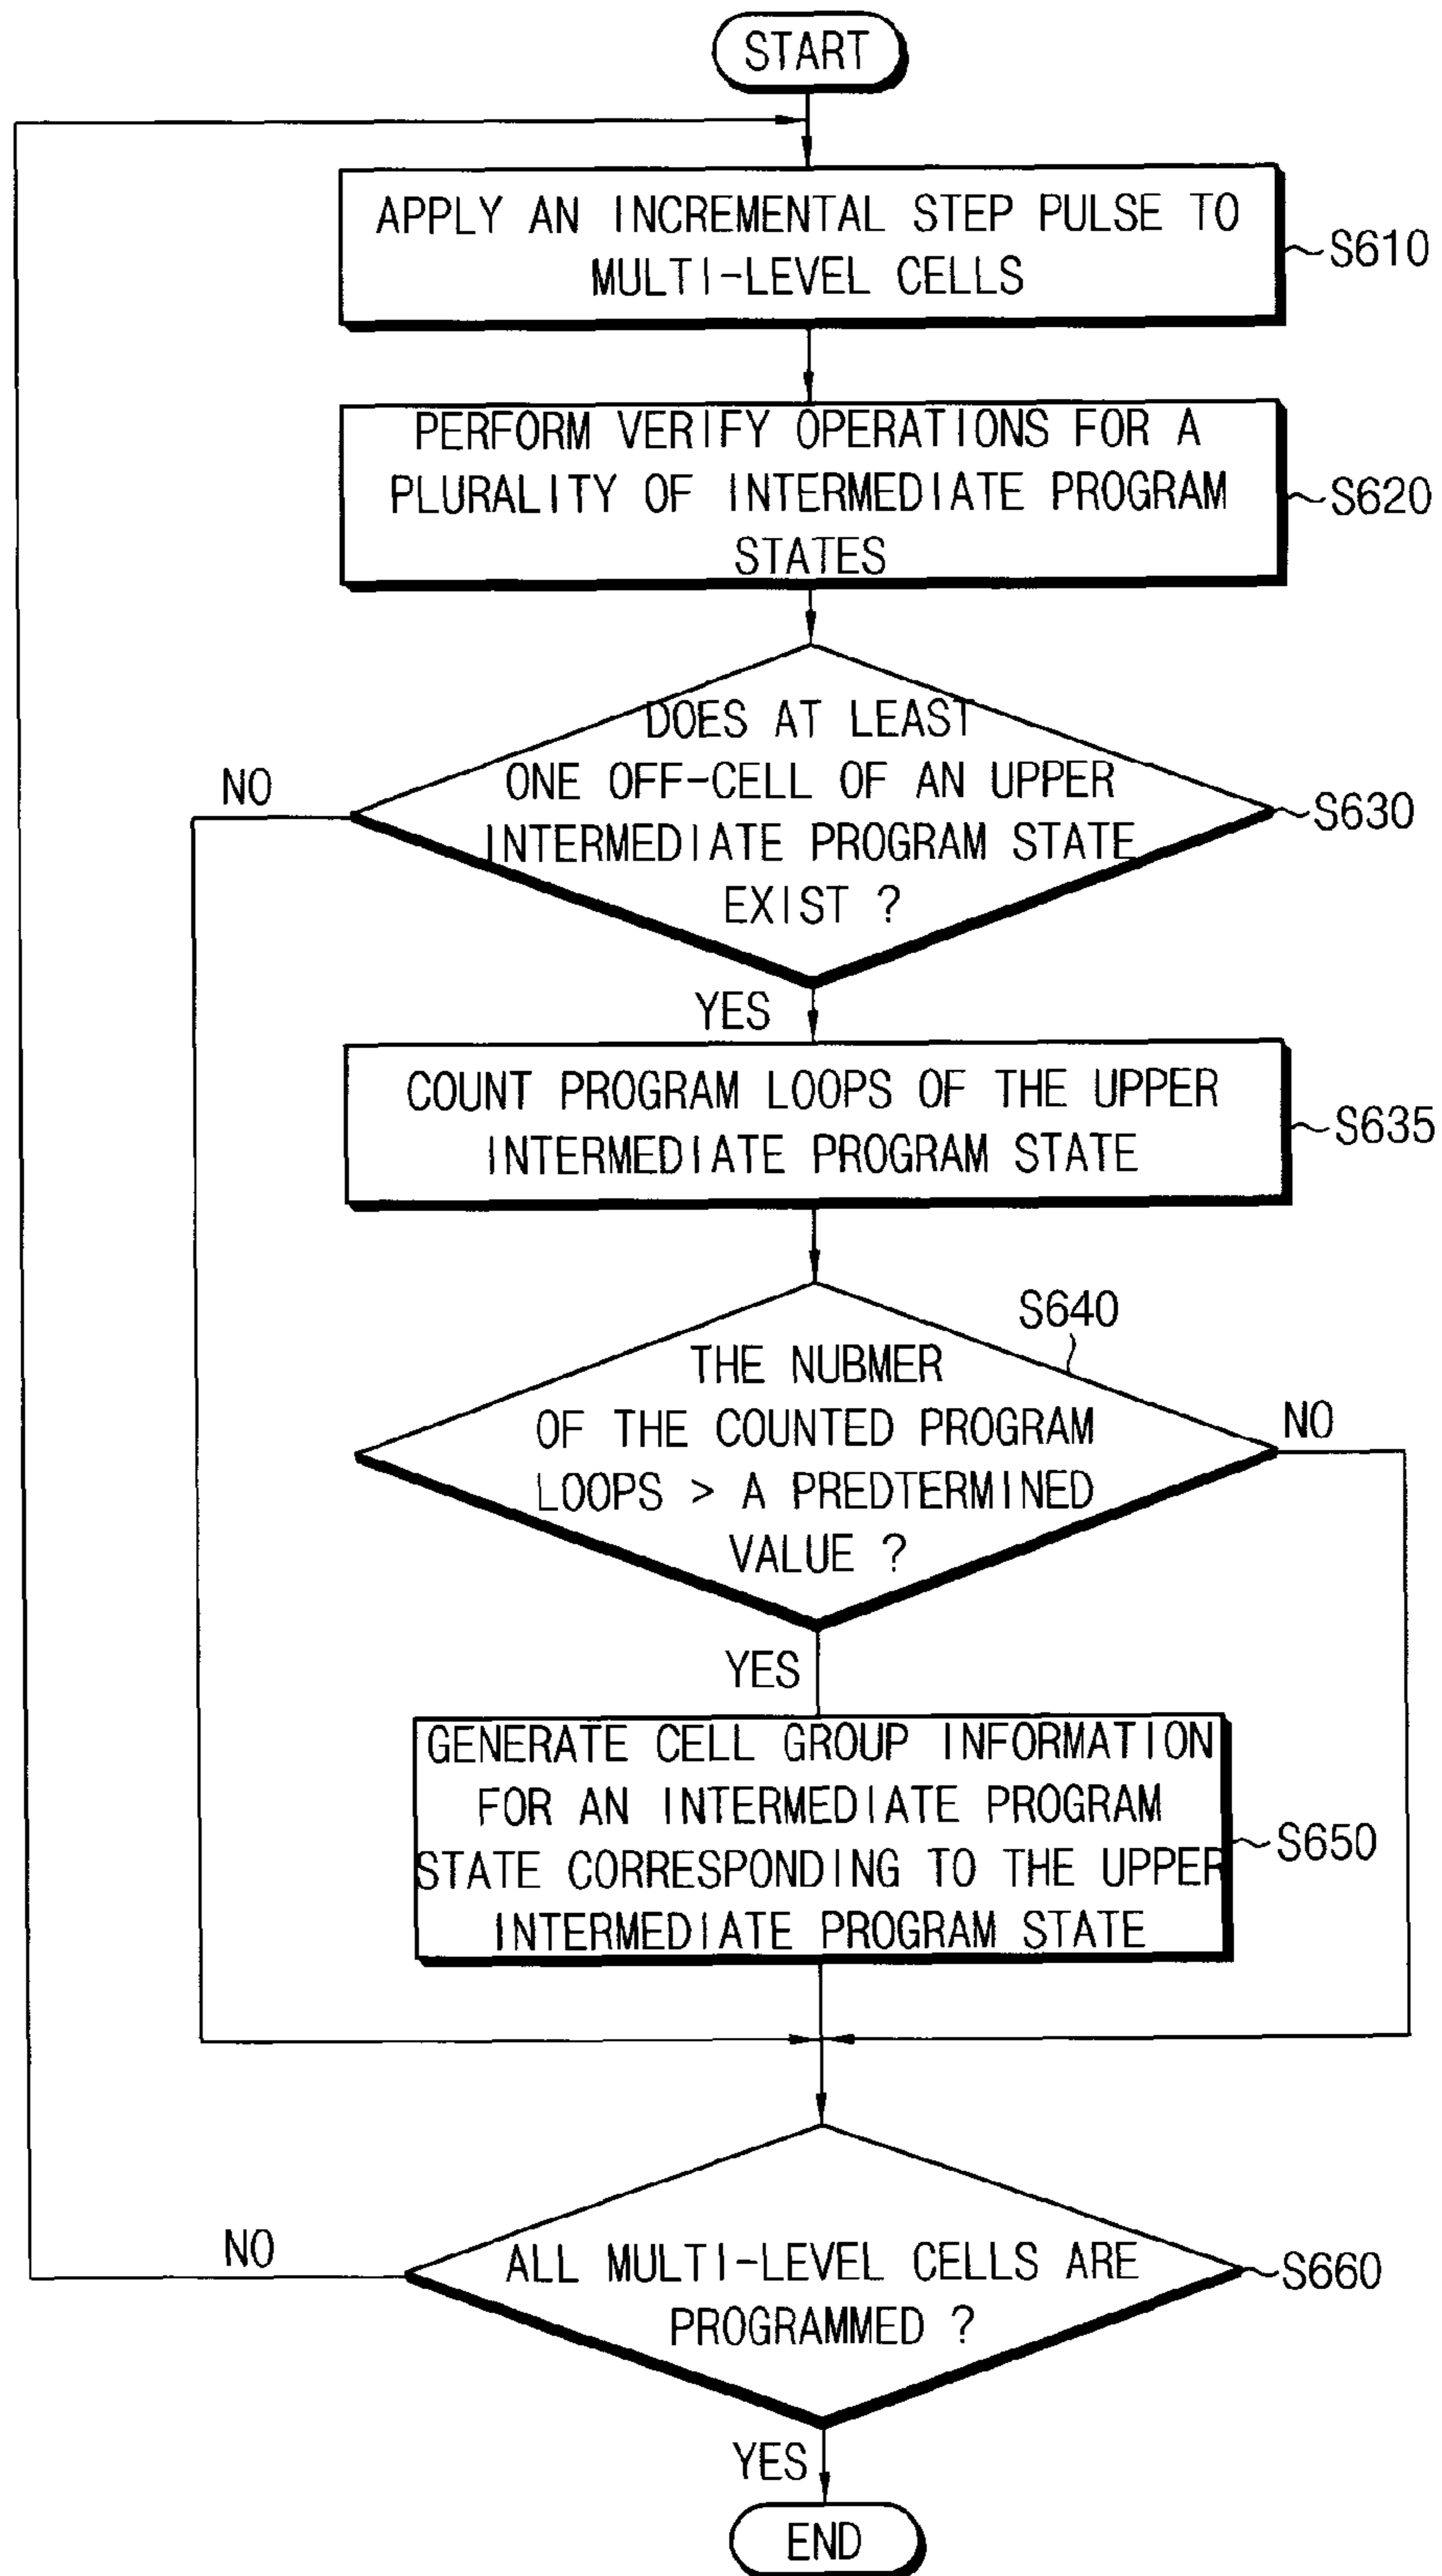 START
APPLY AN INCREMENTAL STEP PULSE TO
MULTI-LEVEL CELLS
S610
PERFORM VERIFY OPERATIONS FOR A
PLURALITY OF INTERMEDIATE PROGRAM
STATES
S620
DOES AT LEAST
ONE OFF-CELL OF AN UPPER
INTERMEDIATE PROGRAM STATE
EXIST ?
S630
NO
YES
COUNT PROGRAM LOOPS OF THE UPPER
INTERMEDIATE PROGRAM STATE
S635
S640
THE NUBMER
OF THE COUNTED PROGRAM
LOOPS > A PREDTERMINED
VALUE ?
NO
YES
GENERATE CELL GROUP INFORMATION
FOR AN INTERMEDIATE PROGRAM
STATE CORRESPONDING TO THE UPPER
INTERMEDIATE PROGRAM STATE
S650
NO
ALL MULTI-LEVEL CELLS ARE
PROGRAMMED ?
S660
YES
END